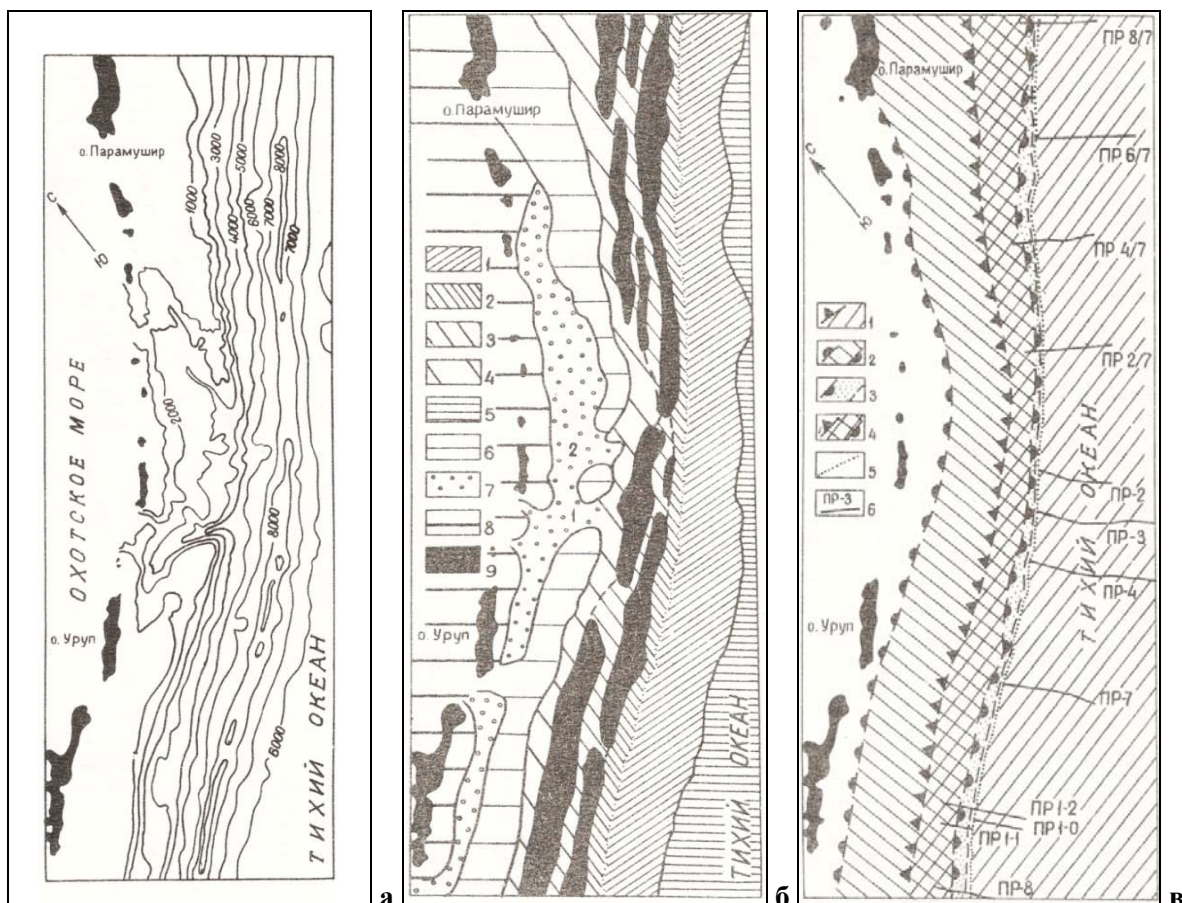 о. Парамушир
С
Ю
1000
3000
4000
5000
6000
7000
8000
7000
2000
8000
6000
ОХОТСКОЕ МОРЕ
о. Уруп
ТИХИЙ ОКЕАН
а
о. Парамушир
1
2
3
4
5
6
7
8
9
2
1
о. Уруп
ТИХИЙ ОКЕАН
б
о. Парамушир
С
Ю
1
2
3
4
5
ПР-3
6
ПР 8/7
ПР 6/7
ПР 4/7
ПР 2/7
ПР-2
ПР-3
ПР-4
ПР-7
ПР 1-2
ПР 1-0
ПР 1-1
ПР-8
о. Уруп
ТИХИЙ ОКЕАН
в